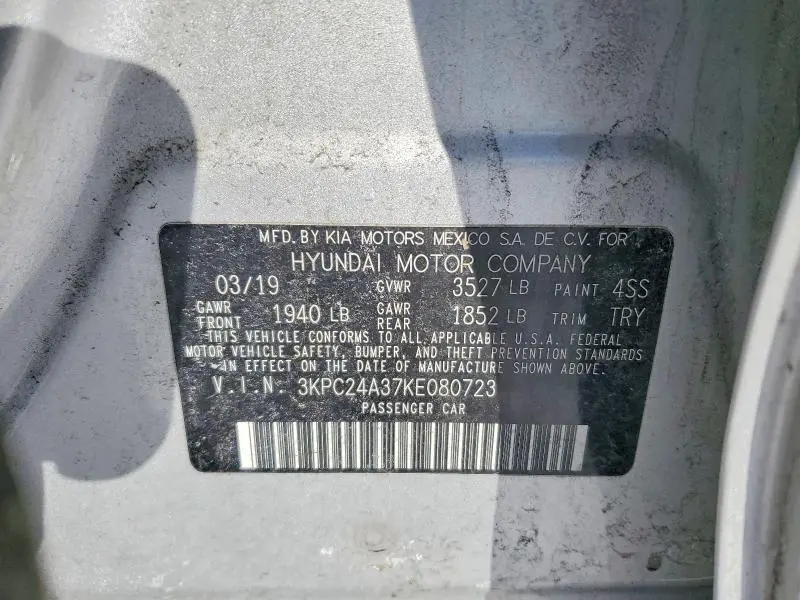 MFD. BY KIA MOTORS MEXICO S.A. DE C.V. FOR
HYUNDAI MOTOR COMPANY
03/19 GVWR 3527 LB PAINT 4SS
GAWR FRONT 1940 LB GAWR REAR 1852 LB TRIM TRY
THIS VEHICLE CONFORMS TO ALL APPLICABLE U.S.A. FEDERAL
MOTOR VEHICLE SAFETY, BUMPER, AND THEFT PREVENTION STANDARDS
IN EFFECT ON THE DATE OF MANUFACTURE SHOWN ABOVE.
V.I.N. 3KPC24A37KE080723
PASSENGER CAR